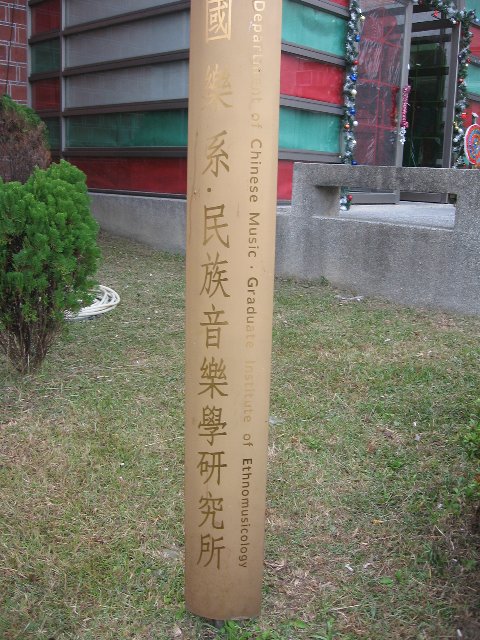 國樂系·民族音樂學研究所
Department of Chinese Music · Graduate Institute of Ethnomusicology